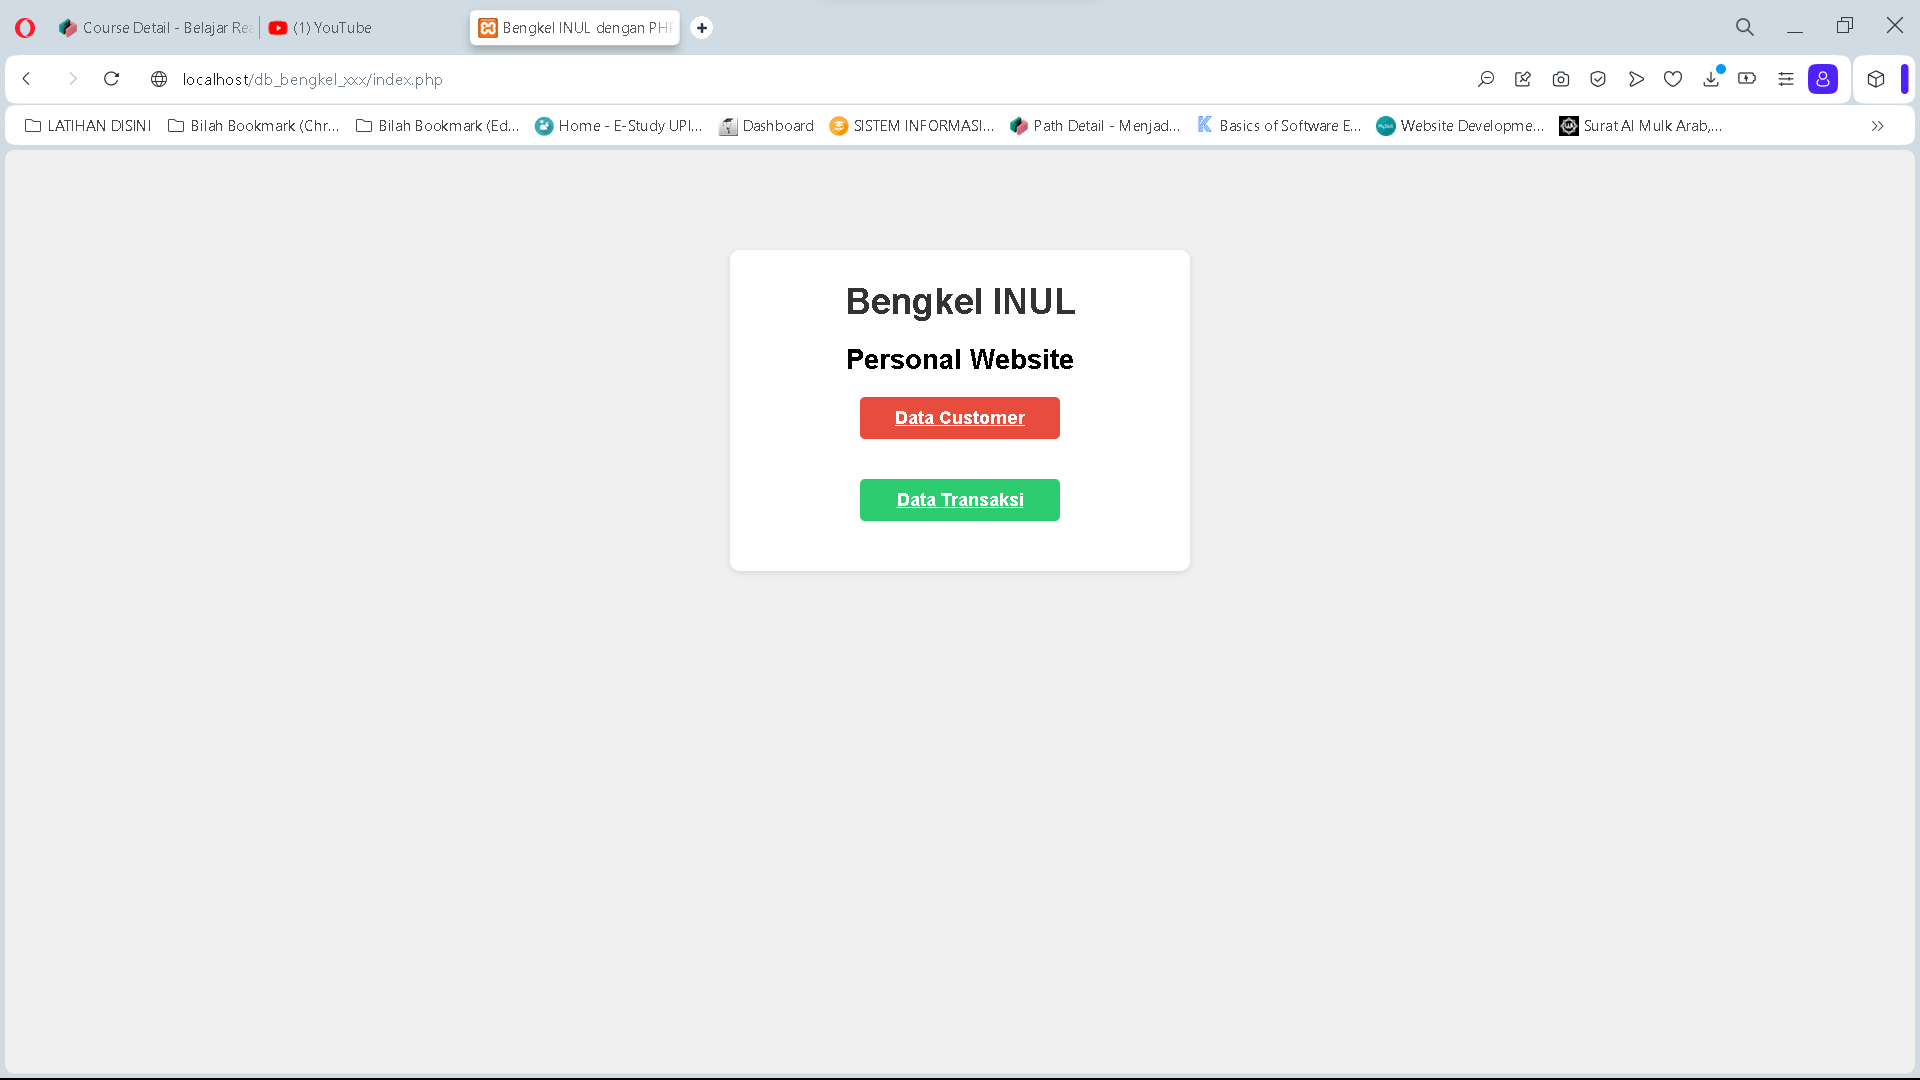 Course Detail - Belajar Rea
(1) YouTube
Bengkel INUL dengan PHP
localhost/db_bengkel_xxx/index.php
LATIHAN DISINI
Bilah Bookmark (Chr...
Bilah Bookmark (Ed...
Home - E-Study UPI...
Dashboard
SISTEM INFORMASI...
Path Detail - Menjad...
Basics of Software E...
Website Developme...
Surat Al Mulk Arab,...
Bengkel INUL
Personal Website
Data Customer
Data Transaksi